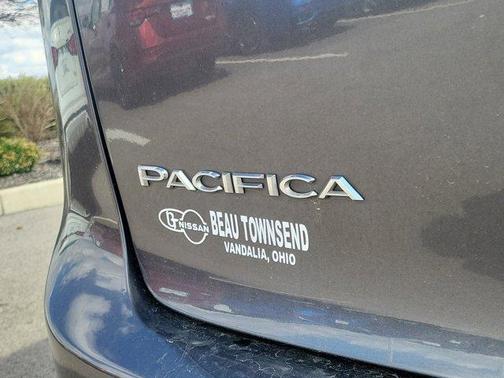 PACIFICA
BT NISSAN BEAU TOWNSEND
VANDALIA, OHIO